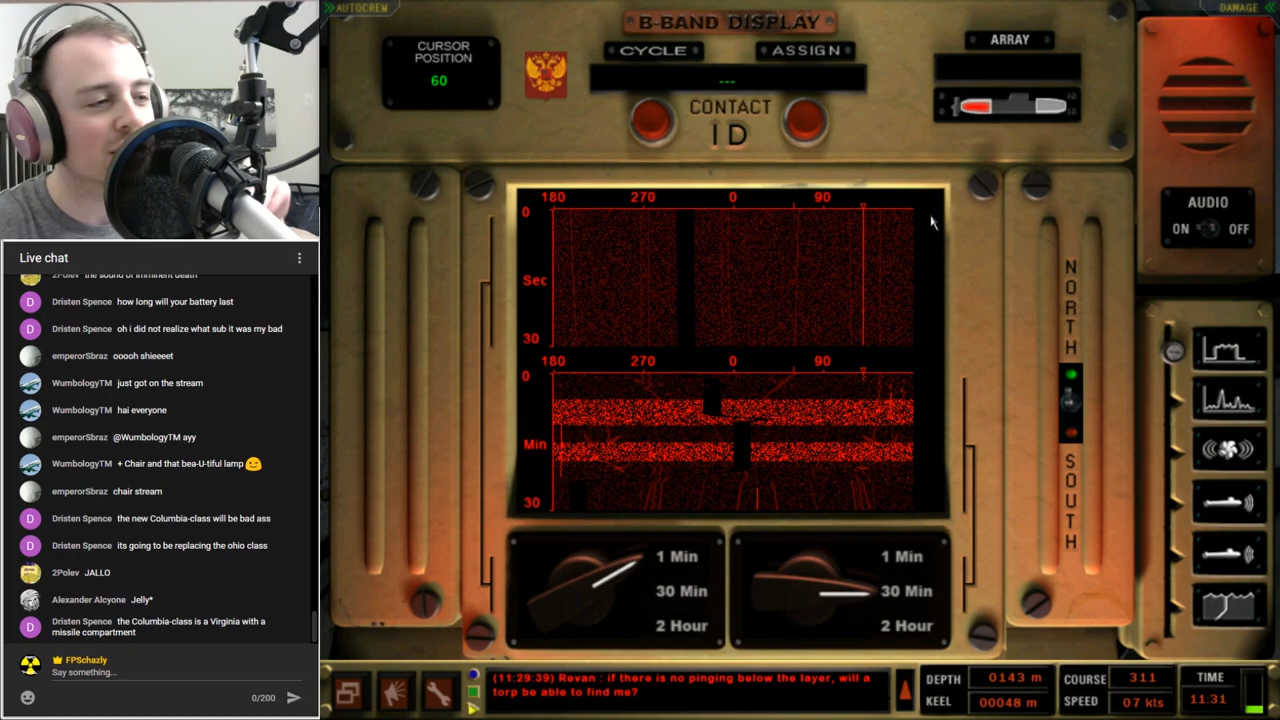 AUTOCREW
DAMAGE
B-BAND DISPLAY
CURSOR
POSITION
60
CYCLE
ASSIGN
---
CONTACT
ID
ARRAY
AUDIO
ON
OFF
180 270 0 90
0
Sec
30
180 270 0 90
0
Min
30
NORTH
SOUTH
1 Min
30 Min
2 Hour
1 Min
30 Min
2 Hour
Live chat
2Polev the sound of imminent death
Dristen Spence how long will your battery last
Dristen Spence oh i did not realize what sub it was my bad
emperorSbraz ooooh shieeeet
WumbologyTM just got on the stream
WumbologyTM hai everyone
emperorSbraz @WumbologyTM ayy
WumbologyTM + Chair and that bea-U-tiful lamp
emperorSbraz chair stream
Dristen Spence the new Columbia-class will be bad ass
Dristen Spence its going to be replacing the ohio class
2Polev JALLO
Alexander Alcyone Jelly*
Dristen Spence the Columbia-class is a Virginia with a
missile compartment
FPSchazly
Say something...
0/200
(11:29:39) Revan : if there is no pinging below the layer, will a
torp be able to find me?
DEPTH 0143 m
KEEL 00048 m
COURSE 311
SPEED 07 kts
TIME
11:31